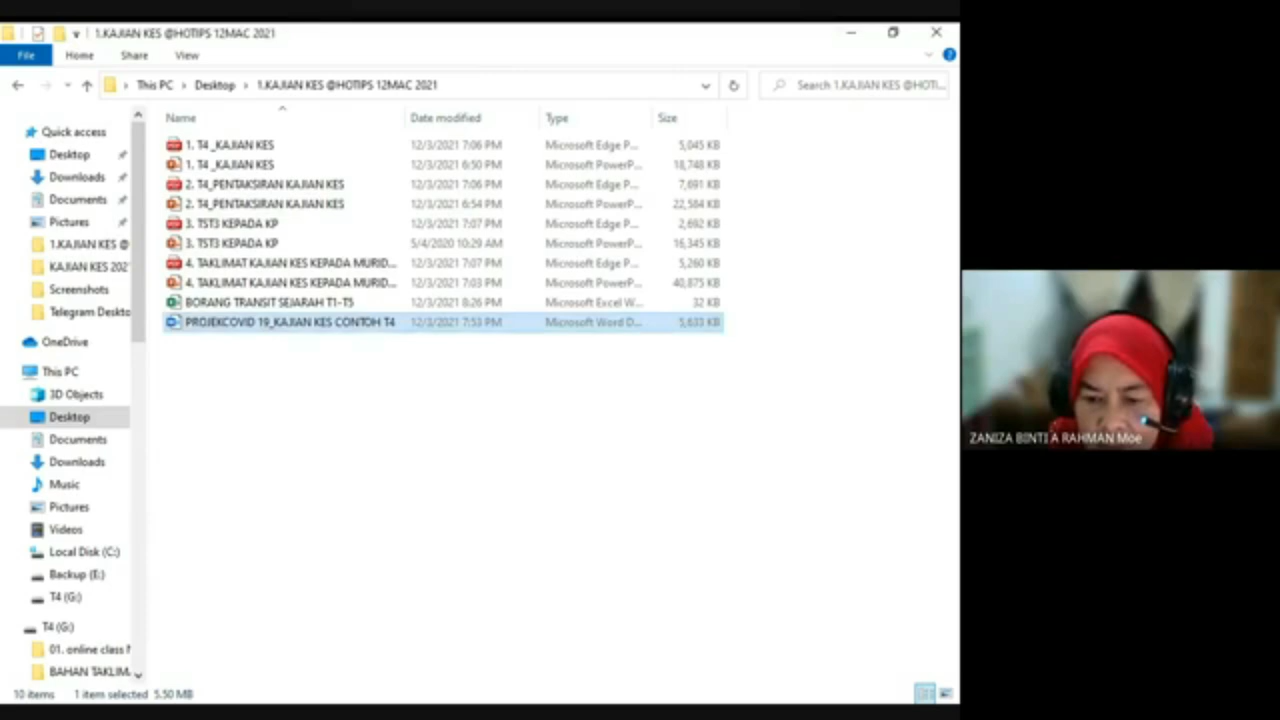 1.KAJIAN KES @HOTIPS 12MAC 2021
File Home Share View
This PC Desktop 1.KAJIAN KES @HOTIPS 12MAC 2021 Search 1.KAJIAN KES @HOTI...
Name Date modified Type Size
Quick access
Desktop
Downloads
Documents
Pictures
1.KAJIAN KES @
KAJIAN KES 202
Screenshots
Telegram Deskto
OneDrive
This PC
3D Objects
Desktop
Documents
Downloads
Music
Pictures
Videos
Local Disk (C:)
Backup (E:)
T4 (G:)
T4 (G:)
01. online class
BAHAN TAKLIM
1. T4 _KAJIAN KES 12/3/2021 7:06 PM Microsoft Edge P... 5,045 KB
1. T4 _KAJIAN KES 12/3/2021 6:50 PM Microsoft PowerP... 18,748 KB
2. T4_PENTAKSIRAN KAJIAN KES 12/3/2021 7:06 PM Microsoft Edge P... 7,691 KB
2. T4_PENTAKSIRAN KAJIAN KES 12/3/2021 6:54 PM Microsoft PowerP... 22,584 KB
3. TST3 KEPADA KP 12/3/2021 7:07 PM Microsoft Edge P... 2,692 KB
3. TST3 KEPADA KP 5/4/2020 10:29 AM Microsoft PowerP... 16,345 KB
4. TAKLIMAT KAJIAN KES KEPADA MURID... 12/3/2021 7:07 PM Microsoft Edge P... 5,260 KB
4. TAKLIMAT KAJIAN KES KEPADA MURID... 12/3/2021 7:03 PM Microsoft PowerP... 40,875 KB
BORANG TRANSIT SEJARAH T1-T5 12/3/2021 8:26 PM Microsoft Excel W... 32 KB
PROJEKCOVID 19_KAJIAN KES CONTOH T4 12/3/2021 7:53 PM Microsoft Word D... 5,633 KB
10 items 1 item selected 5.50 MB
ZANIZA BINTI A RAHMAN Moe